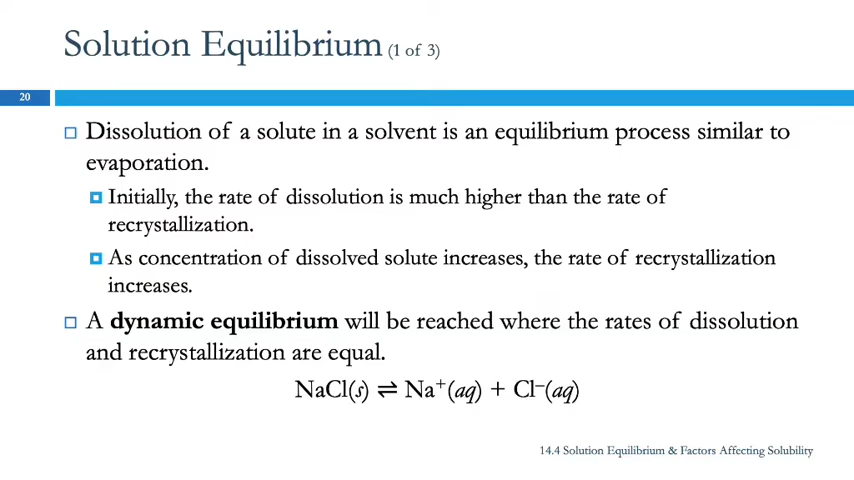 Solution Equilibrium (1 of 3)
20
Dissolution of a solute in a solvent is an equilibrium process similar to
evaporation.
Initially, the rate of dissolution is much higher than the rate of
recrystallization.
As concentration of dissolved solute increases, the rate of recrystallization
increases.
A dynamic equilibrium will be reached where the rates of dissolution
and recrystallization are equal.
NaCl(s) ⇌ Na⁺(aq) + Cl⁻(aq)
14.4 Solution Equilibrium & Factors Affecting Solubility